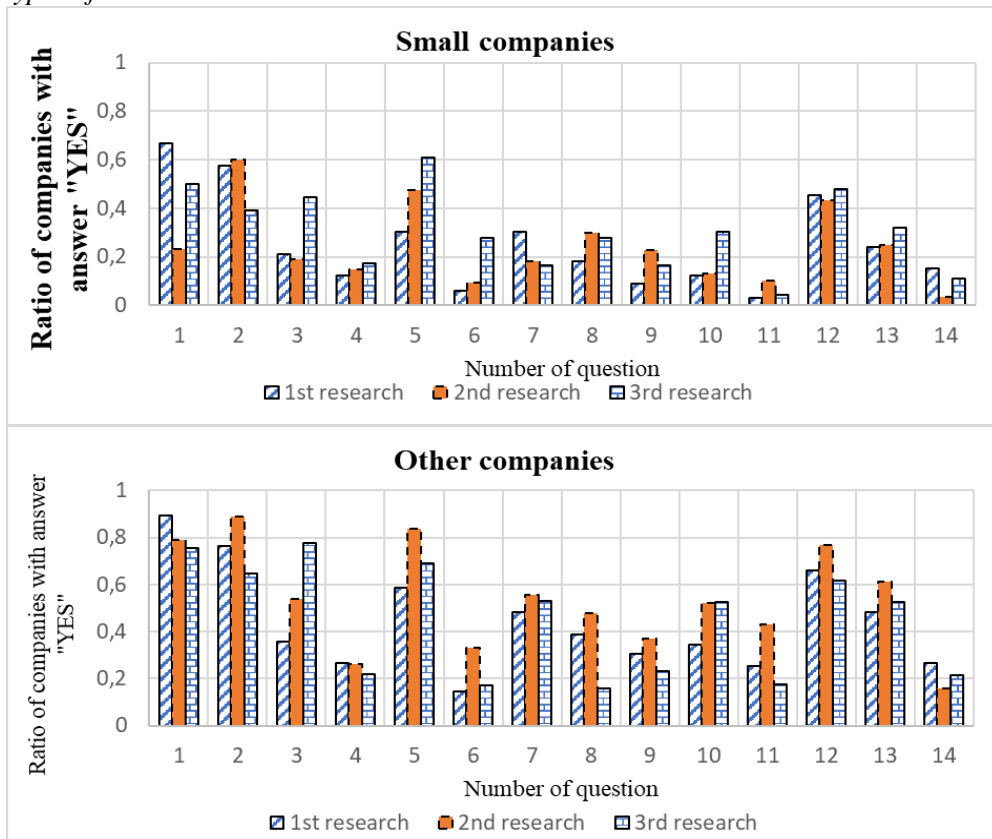 Small companies
Ratio of companies with
answer "YES"
1
0,8
0,6
0,4
0,2
0
1 2 3 4 5 6 7 8 9 10 11 12 13 14
Number of question
1st research 2nd research 3rd research
Other companies
Ratio of companies with answer
"YES"
1
0,8
0,6
0,4
0,2
0
1 2 3 4 5 6 7 8 9 10 11 12 13 14
Number of question
1st research 2nd research 3rd research